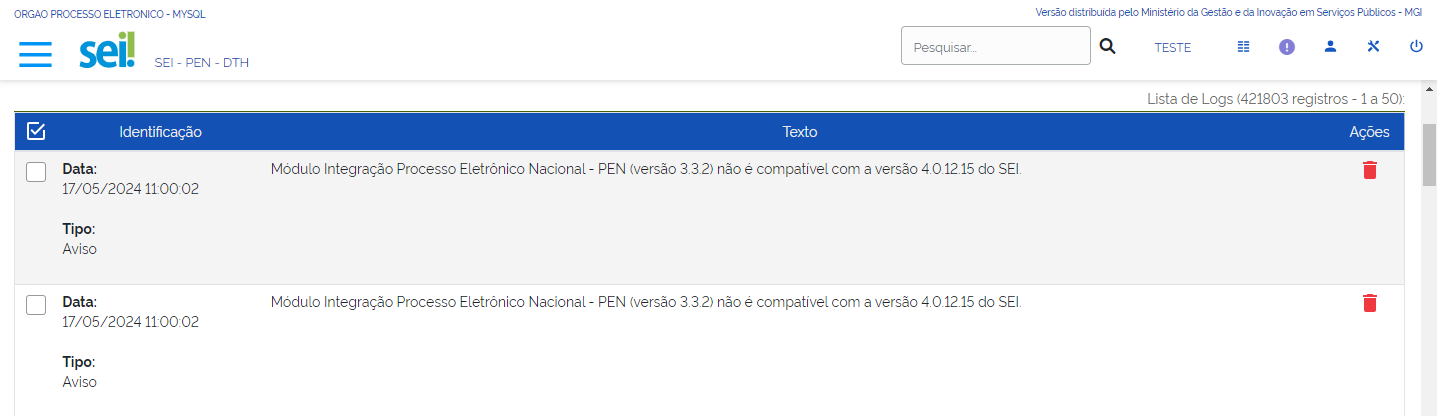 ORGAO PROCESSO ELETRONICO - MYSQL
Versão distribuída pelo Ministério da Gestão e da Inovação em Serviços Públicos - MGI
sei!
SEI - PEN - DTH
Pesquisar...
TESTE
Lista de Logs (421803 registros - 1 a 50):
Identificação Texto Ações
Data: Módulo Integração Processo Eletrônico Nacional - PEN (versão 3.3.2) não é compatível com a versão 4.0.12.15 do SEI.
17/05/2024 11:00:02
Tipo:
Aviso
Data: Módulo Integração Processo Eletrônico Nacional - PEN (versão 3.3.2) não é compatível com a versão 4.0.12.15 do SEI.
17/05/2024 11:00:02
Tipo:
Aviso